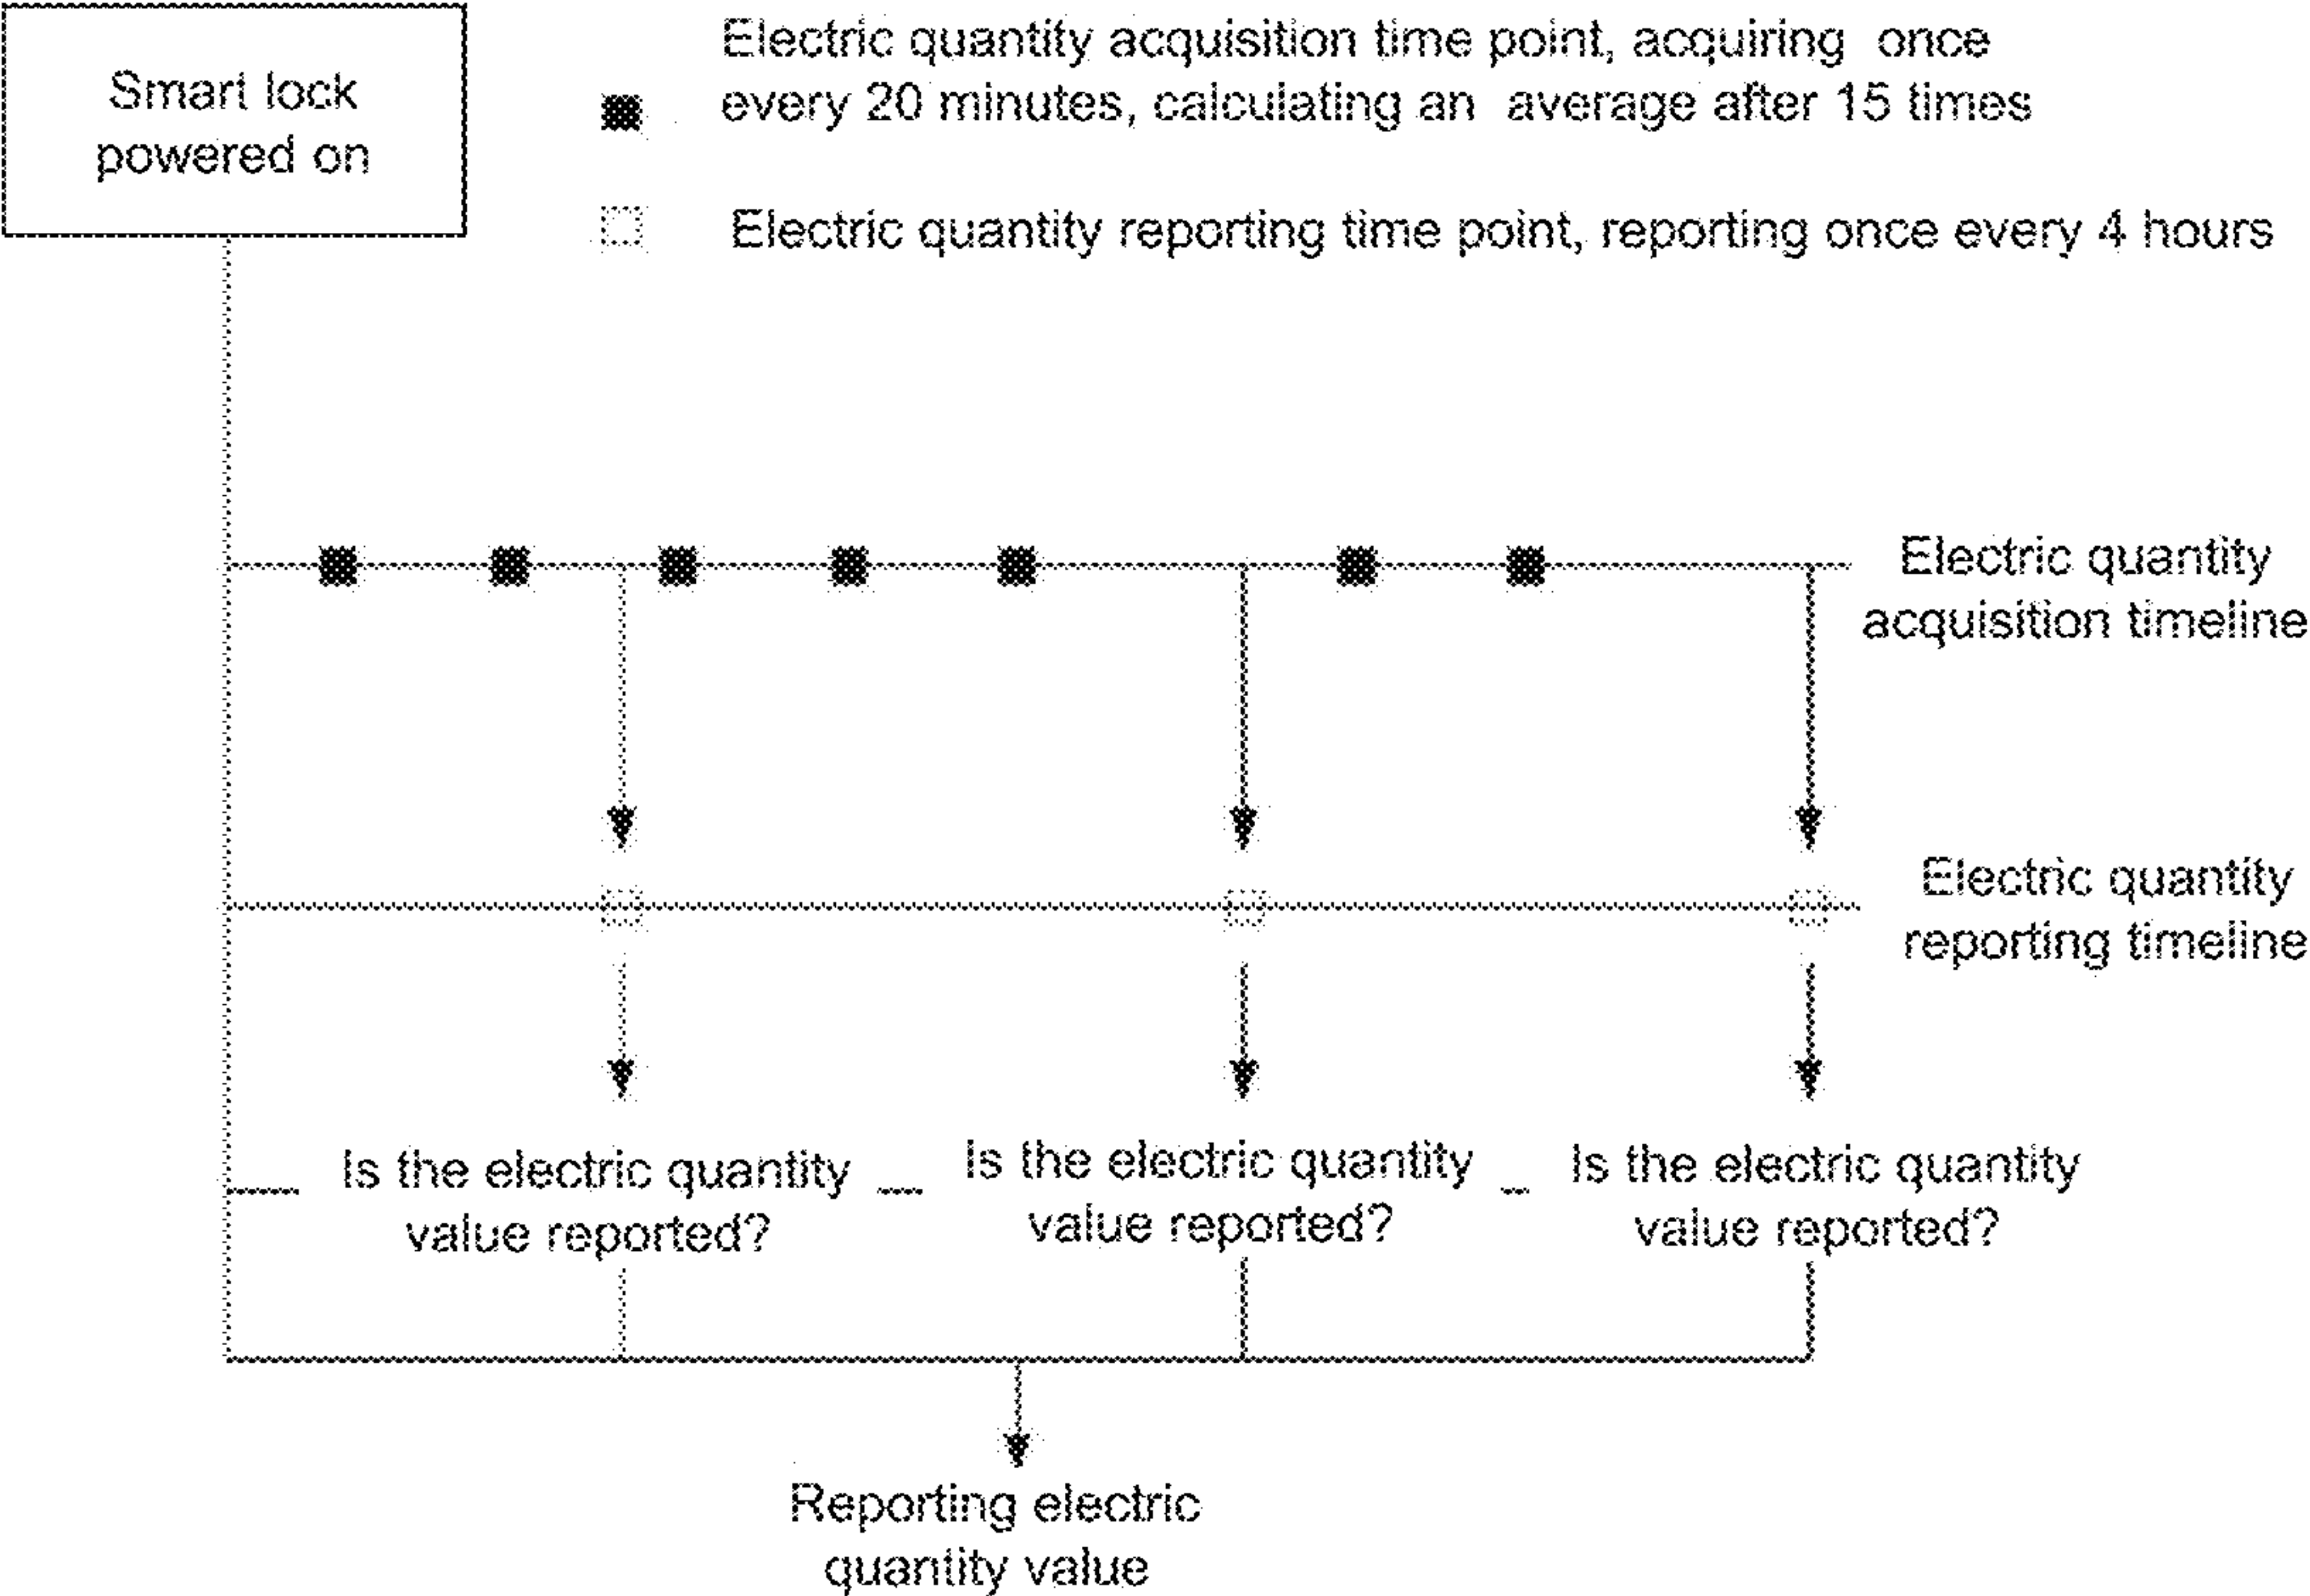 Smart lock
powered on
Electric quantity acquisition time point, acquiring once
every 20 minutes, calculating an average after 15 times
Electric quantity reporting time point, reporting once every 4 hours
Electric quantity
acquisition timeline
Electric quantity
reporting timeline
Is the electric quantity
value reported?
Is the electric quantity
value reported?
Is the electric quantity
value reported?
Reporting electric
quantity value